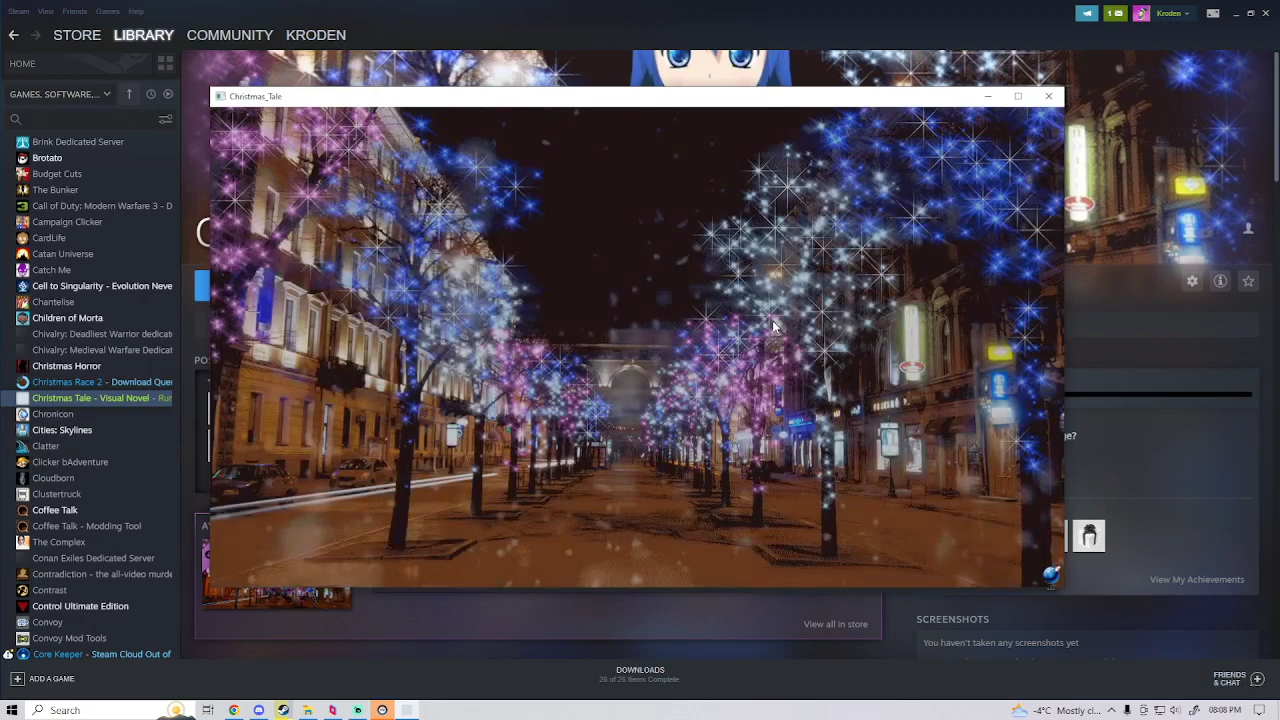 Steam View Friends Games Help
1 Kroden
STORE LIBRARY COMMUNITY KRODEN
HOME
GAMES, SOFTWARE...
Christmas_Tale
Brink Dedicated Server
Brotato
Budget Cuts
The Bunker
Call of Duty: Modern Warfare 3 - D
Campaign Clicker
CardLife
Catan Universe
Catch Me
Cell to Singularity - Evolution Neve
Chantelise
Children of Morta
Chivalry: Deadliest Warrior dedicat
Chivalry: Medieval Warfare Dedicat
Christmas Horror
Christmas Race 2 - Download Que
Christmas Tale - Visual Novel - Run
Chronicon
Cities: Skylines
Clatter
Clicker bAdventure
Cloudborn
Clustertruck
Coffee Talk
Coffee Talk - Modding Tool
The Complex
Conan Exiles Dedicated Server
Contradiction - the all-video murde
Contrast
Control Ultimate Edition
Convoy
Convoy Mod Tools
Core Keeper - Steam Cloud Out of
View My Achievements
View all in store
SCREENSHOTS
You haven't taken any screenshots yet
ADD A GAME
DOWNLOADS
26 of 26 Items Complete
FRIENDS
& CHAT
Search
-4°C Mostly cl...
08:08 PM